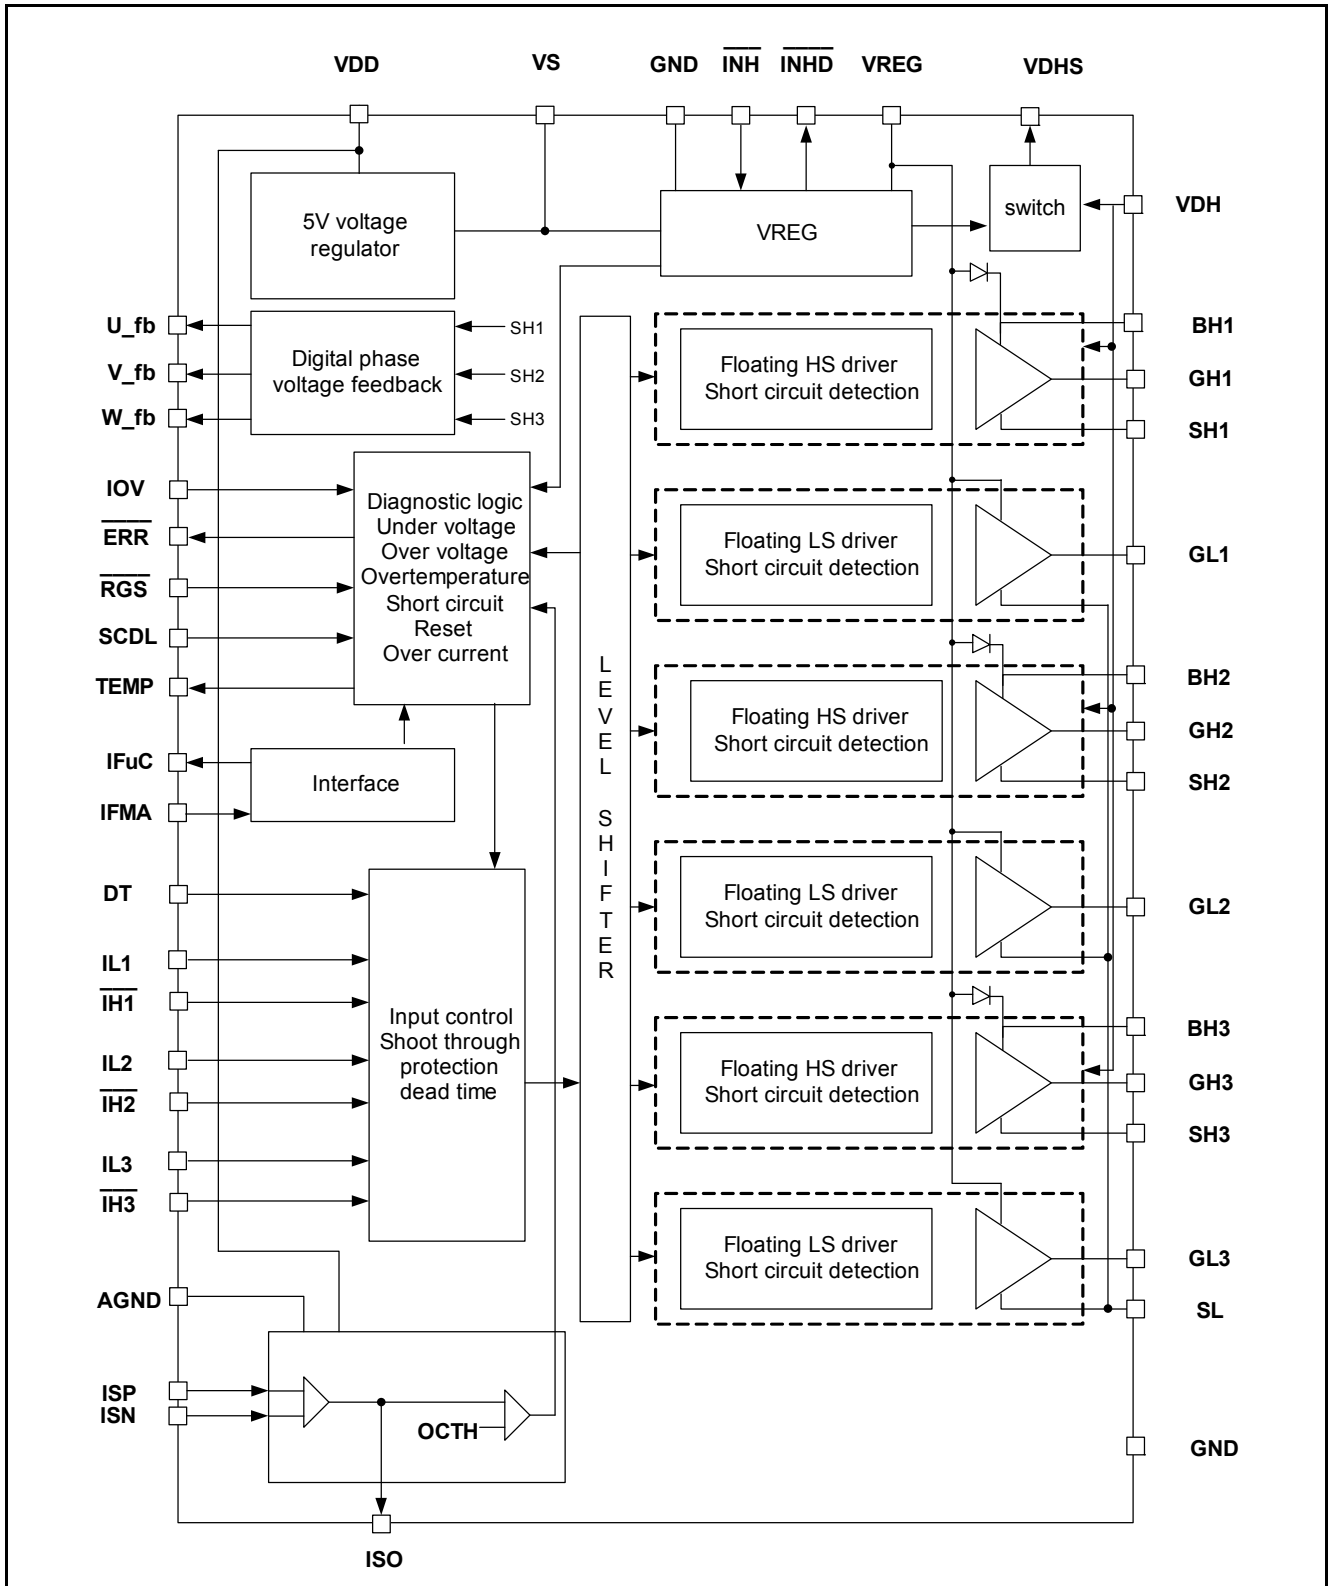 VDD
VS
GND
INH
INHD
VREG
VDHS
5V voltage
regulator
VREG
switch
VDH
U_fb
V_fb
W_fb
Digital phase
voltage feedback
SH1
SH2
SH3
IOV
ERR
RGS
SCDL
TEMP
Diagnostic logic
Under voltage
Over voltage
Overtemperature
Short circuit
Reset
Over current
IFuC
IFMA
Interface
DT
IL1
IH1
IL2
IH2
IL3
IH3
Input control
Shoot through
protection
dead time
AGND
ISP
ISN
OCTH
ISO
LEVEL SHIFTER
Floating HS driver
Short circuit detection
BH1
GH1
SH1
Floating LS driver
Short circuit detection
GL1
Floating HS driver
Short circuit detection
BH2
GH2
SH2
Floating LS driver
Short circuit detection
GL2
Floating HS driver
Short circuit detection
BH3
GH3
SH3
Floating LS driver
Short circuit detection
GL3
SL
GND